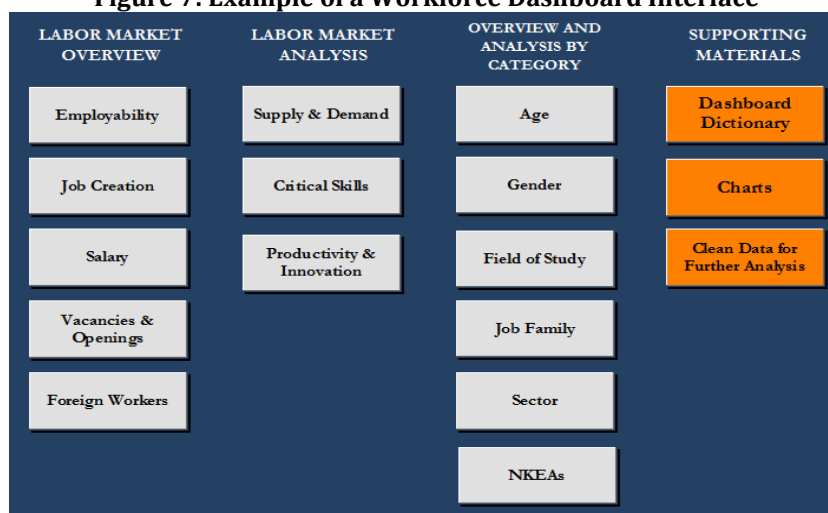 Figure 7. Example of a Workforce Dashboard Interface
LABOR MARKET
OVERVIEW
Employability
Job Creation
Salary
Vacancies &
Openings
Foreign Workers
LABOR MARKET
ANALYSIS
Supply & Demand
Critical Skills
Productivity &
Innovation
OVERVIEW AND
ANALYSIS BY
CATEGORY
Age
Gender
Field of Study
Job Family
Sector
NKEAs
SUPPORTING
MATERIALS
Dashboard
Dictionary
Charts
Clean Data for
Further Analysis